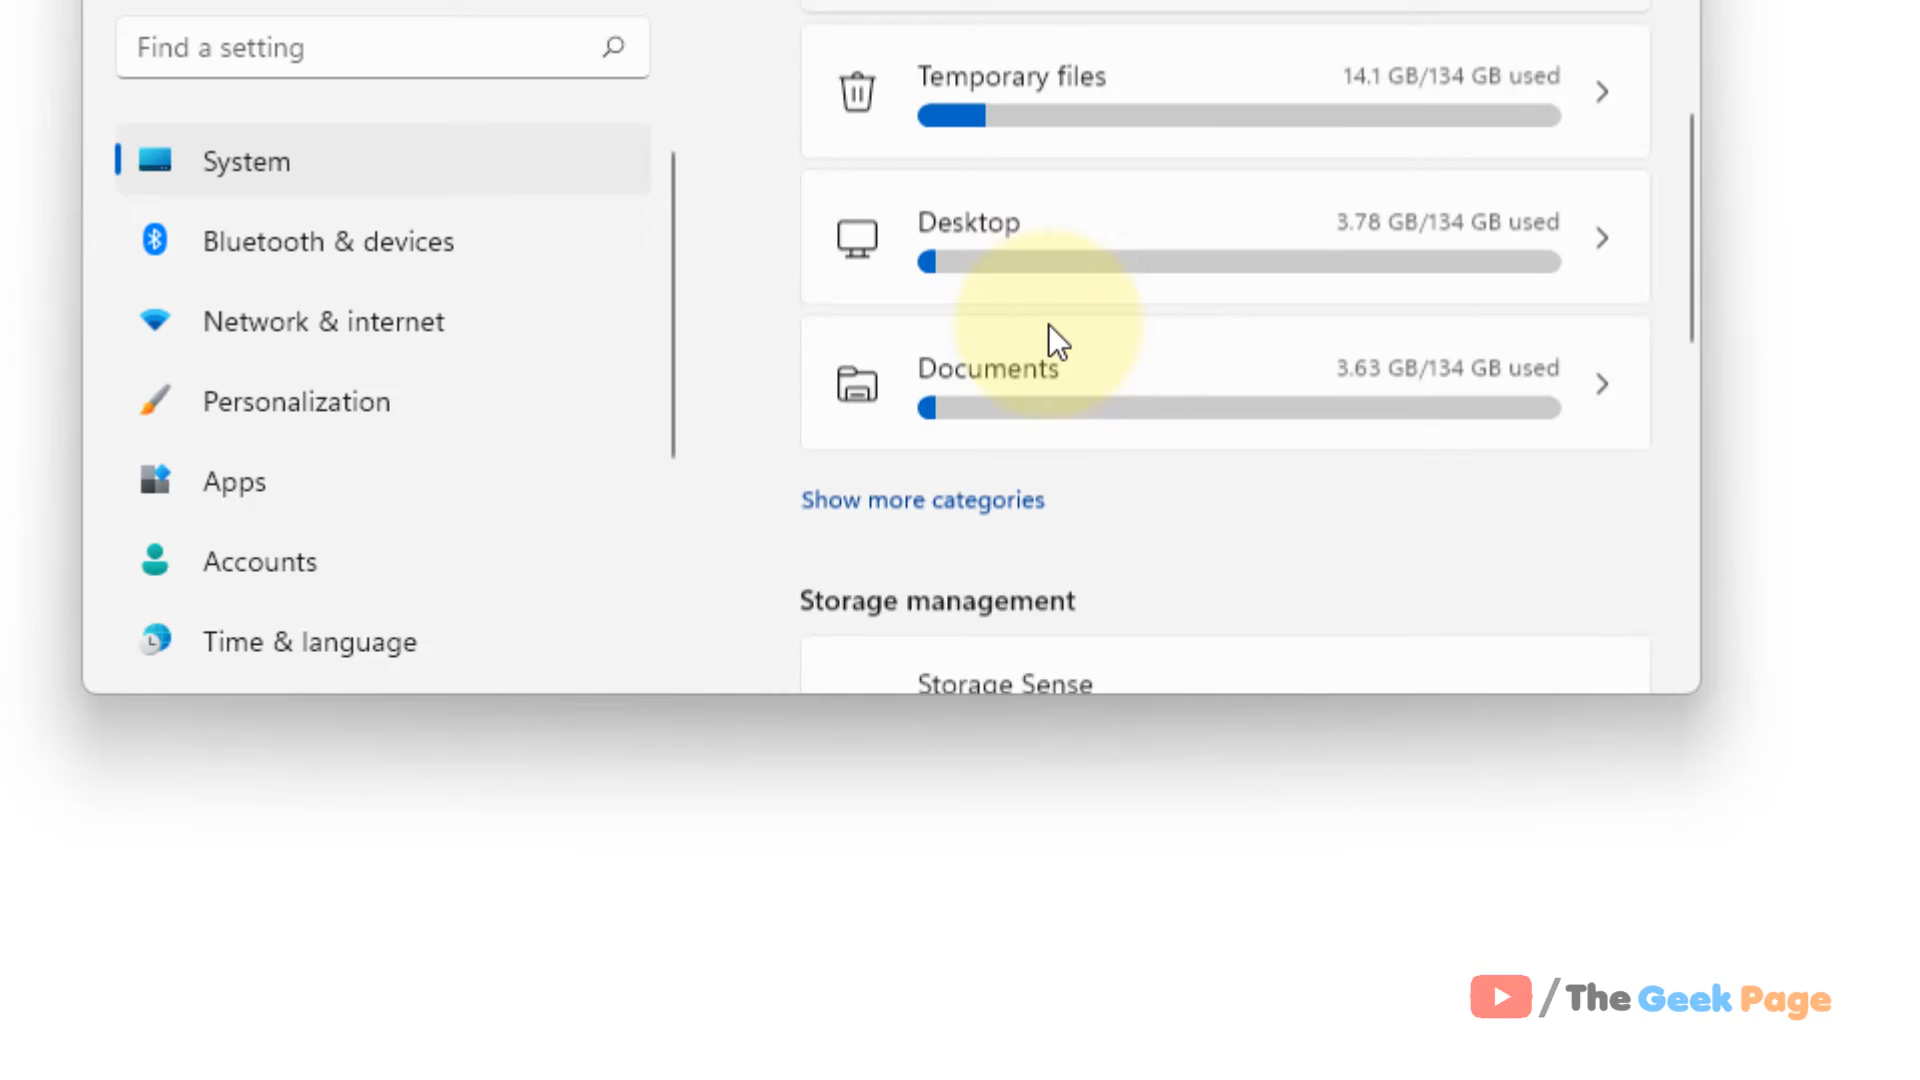 Find a setting
System
Bluetooth & devices
Network & internet
Personalization
Apps
Accounts
Time & language
Temporary files 14.1 GB/134 GB used
Desktop 3.78 GB/134 GB used
Documents 3.63 GB/134 GB used
Show more categories
Storage management
Storage Sense
/The Geek Page